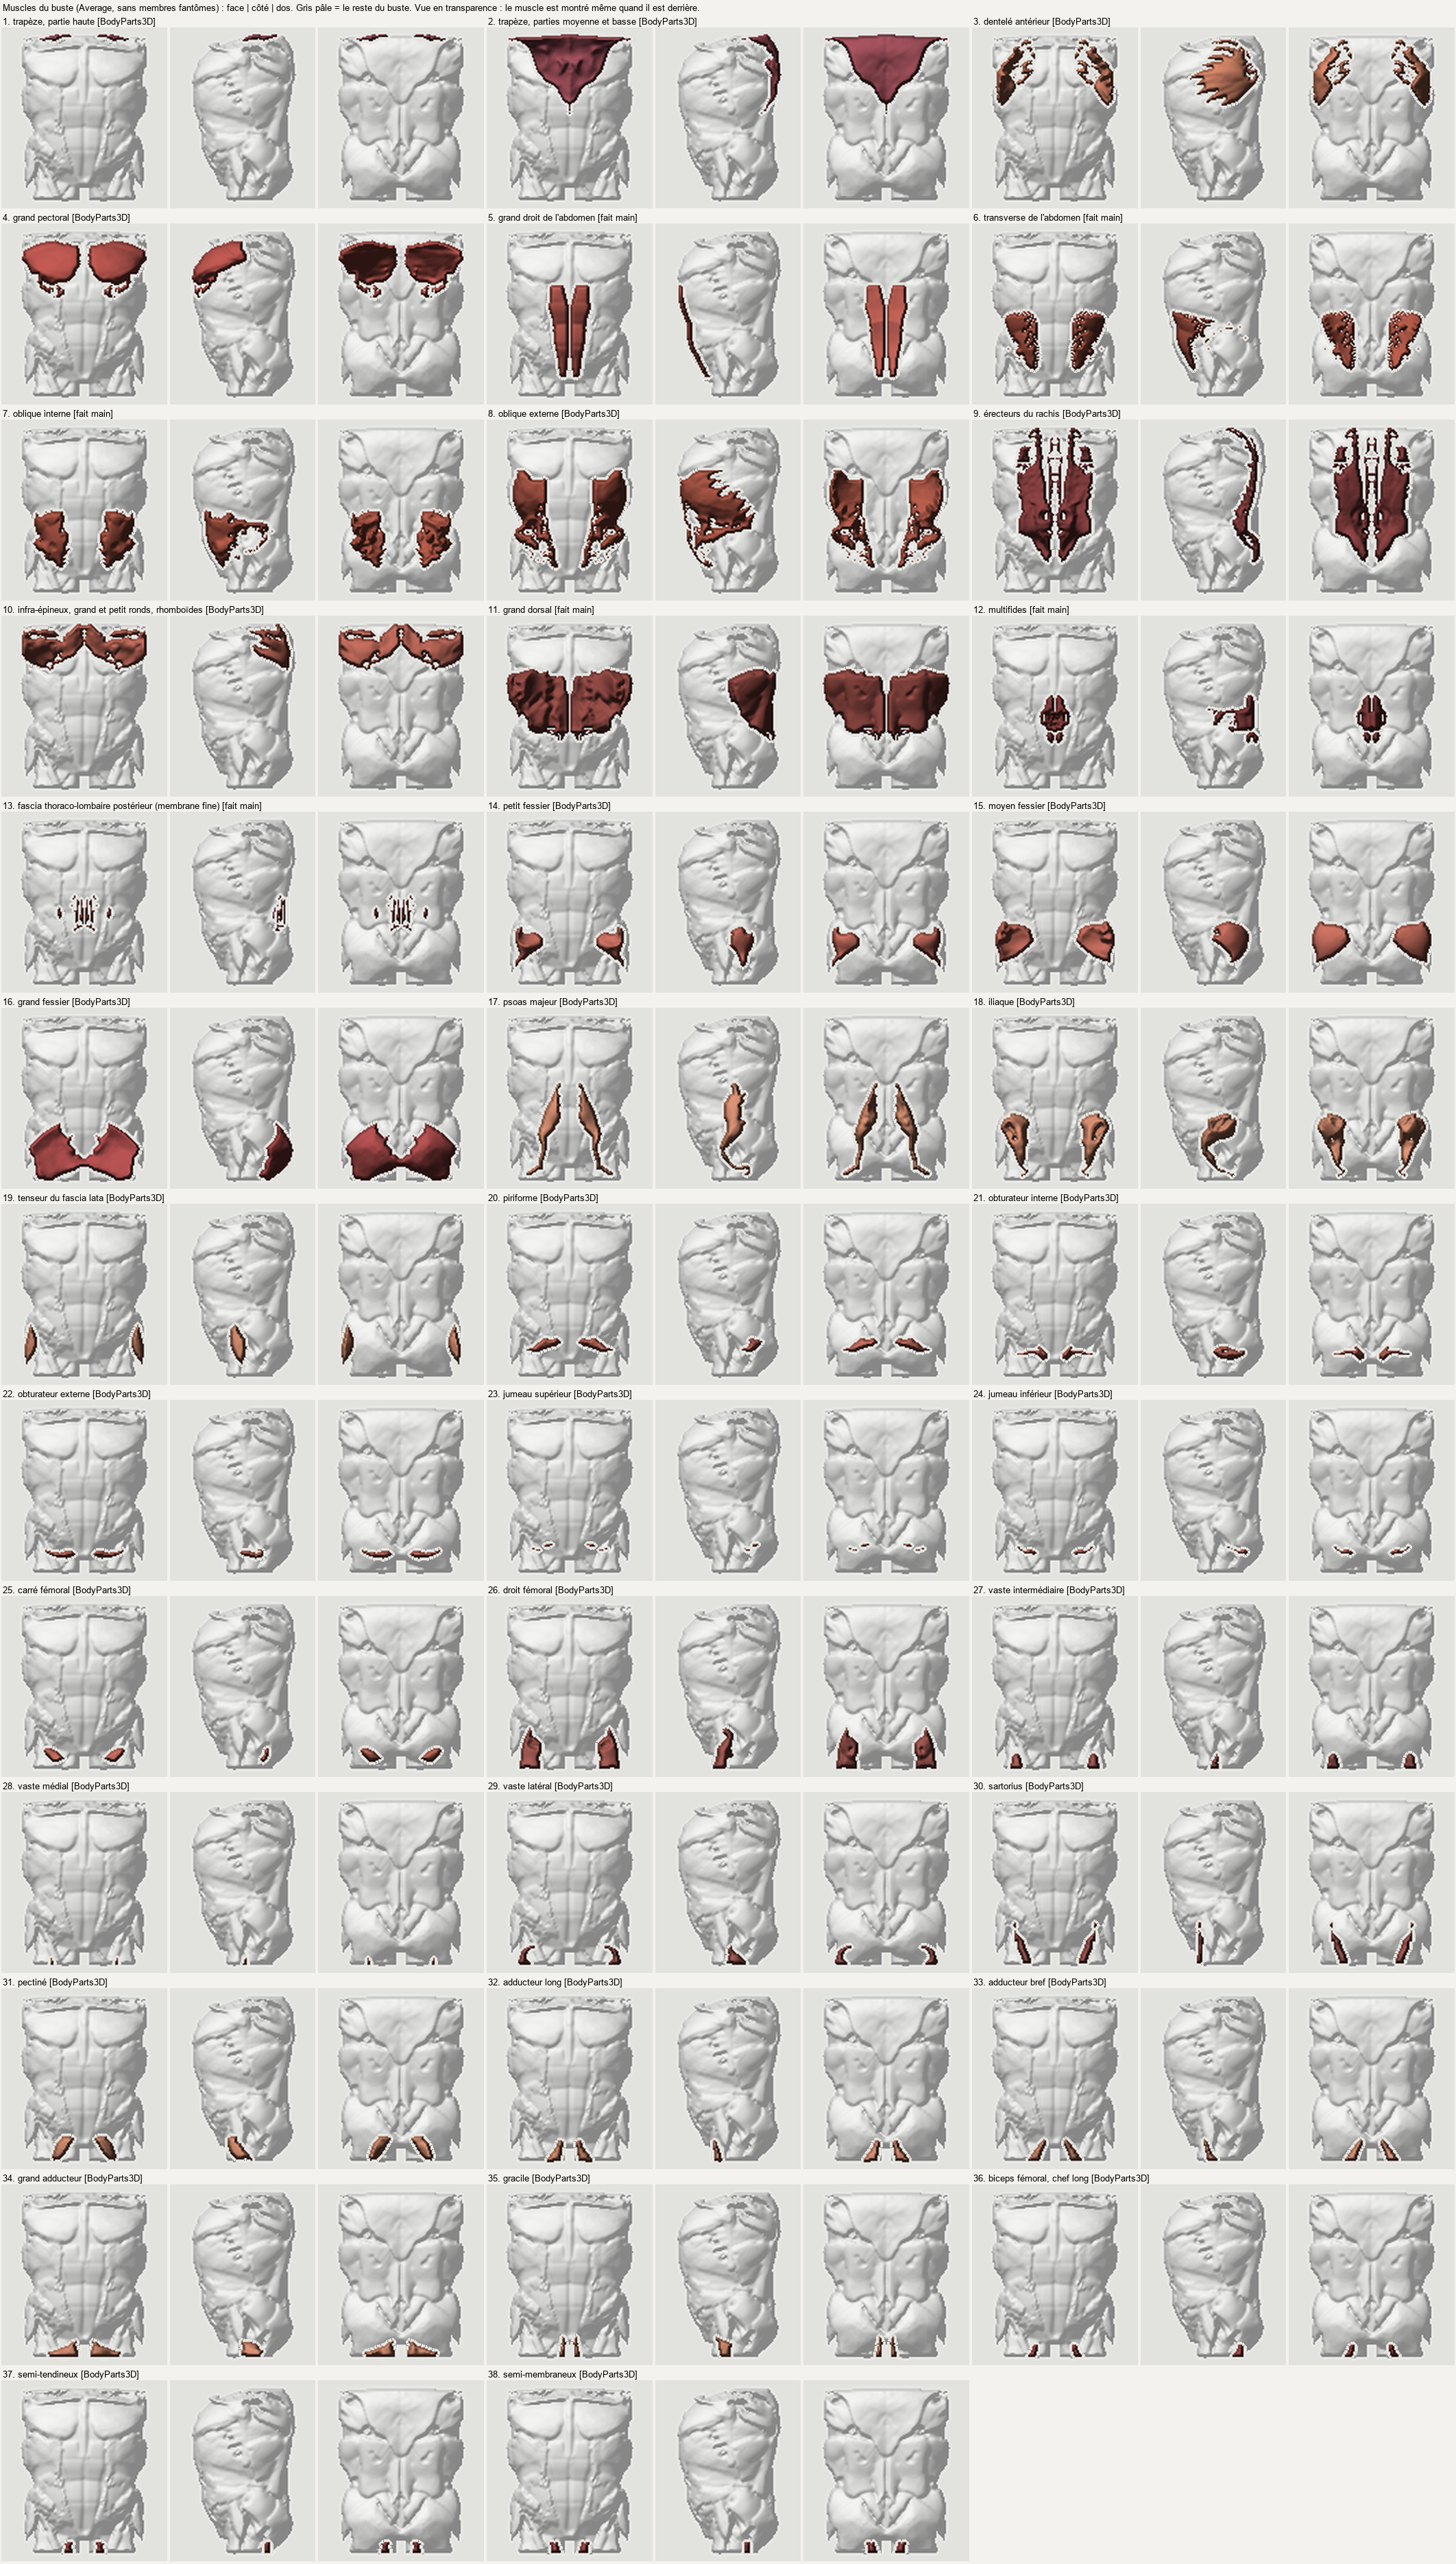 Muscles du buste (Average, sans membres fantômes) : face | côté | dos. Gris pâle = le reste du buste. Vue en transparence : le muscle est montré même quand il est derrière.
1. trapèze, partie haute [BodyParts3D]
2. trapèze, parties moyenne et basse [BodyParts3D]
3. dentelé antérieur [BodyParts3D]
4. grand pectoral [BodyParts3D]
5. grand droit de l'abdomen [fait main]
6. transverse de l'abdomen [fait main]
7. oblique interne [fait main]
8. oblique externe [BodyParts3D]
9. érecteurs du rachis [BodyParts3D]
10. infra-épineux, grand et petit ronds, rhomboïdes [BodyParts3D]
11. grand dorsal [fait main]
12. multifides [fait main]
13. fascia thoraco-lombaire postérieur (membrane fine) [fait main]
14. petit fessier [BodyParts3D]
15. moyen fessier [BodyParts3D]
16. grand fessier [BodyParts3D]
17. psoas majeur [BodyParts3D]
18. iliaque [BodyParts3D]
19. tenseur du fascia lata [BodyParts3D]
20. piriforme [BodyParts3D]
21. obturateur interne [BodyParts3D]
22. obturateur externe [BodyParts3D]
23. jumeau supérieur [BodyParts3D]
24. jumeau inférieur [BodyParts3D]
25. carré fémoral [BodyParts3D]
26. droit fémoral [BodyParts3D]
27. vaste intermédiaire [BodyParts3D]
28. vaste médial [BodyParts3D]
29. vaste latéral [BodyParts3D]
30. sartorius [BodyParts3D]
31. pectiné [BodyParts3D]
32. adducteur long [BodyParts3D]
33. adducteur bref [BodyParts3D]
34. grand adducteur [BodyParts3D]
35. gracile [BodyParts3D]
36. biceps fémoral, chef long [BodyParts3D]
37. semi-tendineux [BodyParts3D]
38. semi-membraneux [BodyParts3D]